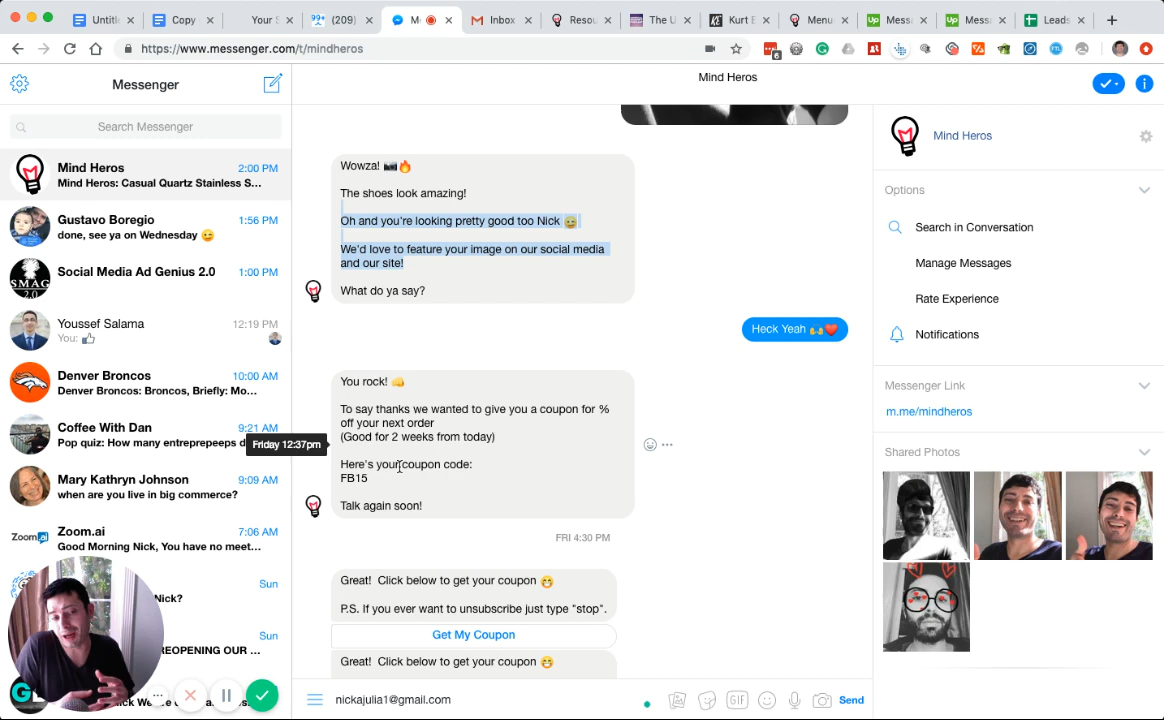 Untitl
Copy
Your S
99+ (209)
M
Inbox
Resou
The U
Kurt E
Menu
Up Messa
Up Messa
Leads
https://www.messenger.com/t/mindheros
6
Messenger
Search Messenger
Mind Heros 2:00 PM
Mind Heros: Casual Quartz Stainless S...
Gustavo Boregio 1:56 PM
done, see ya on Wednesday 😉
Social Media Ad Genius 2.0 1:00 PM
SMAG 2.0
Youssef Salama 12:19 PM
You: 👍
Denver Broncos 10:00 AM
Denver Broncos: Broncos, Briefly: Mo...
Coffee With Dan 9:21 AM
Pop quiz: How many entreprepeeps d
Mary Kathryn Johnson 9:09 AM
when are you live in big commerce?
Zoom.ai 7:06 AM
Good Morning Nick, You have no meet...
Sun
Nick?
Sun
REOPENING OUR ...
Mind Heros
Wowza! 📷🔥
The shoes look amazing!
Oh and you're looking pretty good too Nick 😉
We'd love to feature your image on our social media
and our site!
What do ya say?
Heck Yeah 🙌❤️
You rock! 👊
To say thanks we wanted to give you a coupon for %
off your next order
(Good for 2 weeks from today)
Friday 12:37pm
Here's your coupon code:
FB15
Talk again soon!
FRI 4:30 PM
Great! Click below to get your coupon 😁
P.S. If you ever want to unsubscribe just type "stop".
Get My Coupon
Great! Click below to get your coupon 😁
nickajulia1@gmail.com
GIF
Send
Mind Heros
Options
Search in Conversation
Manage Messages
Rate Experience
Notifications
Messenger Link
m.me/mindheros
Shared Photos